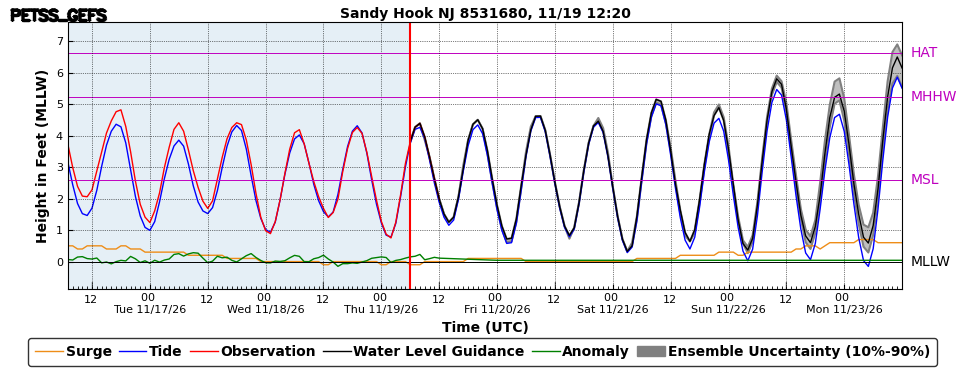 PETSS_GEFS
Sandy Hook NJ 8531680, 11/19 12:20
Height in Feet (MLLW)
7
6
5
4
3
2
1
0
HAT
MHHW
MSL
MLLW
12 00 12 00 12 00 12 00 12 00 12 00 12 00
Tue 11/17/26 Wed 11/18/26 Thu 11/19/26 Fri 11/20/26 Sat 11/21/26 Sun 11/22/26 Mon 11/23/26
Time (UTC)
Surge Tide Observation Water Level Guidance Anomaly Ensemble Uncertainty (10%-90%)